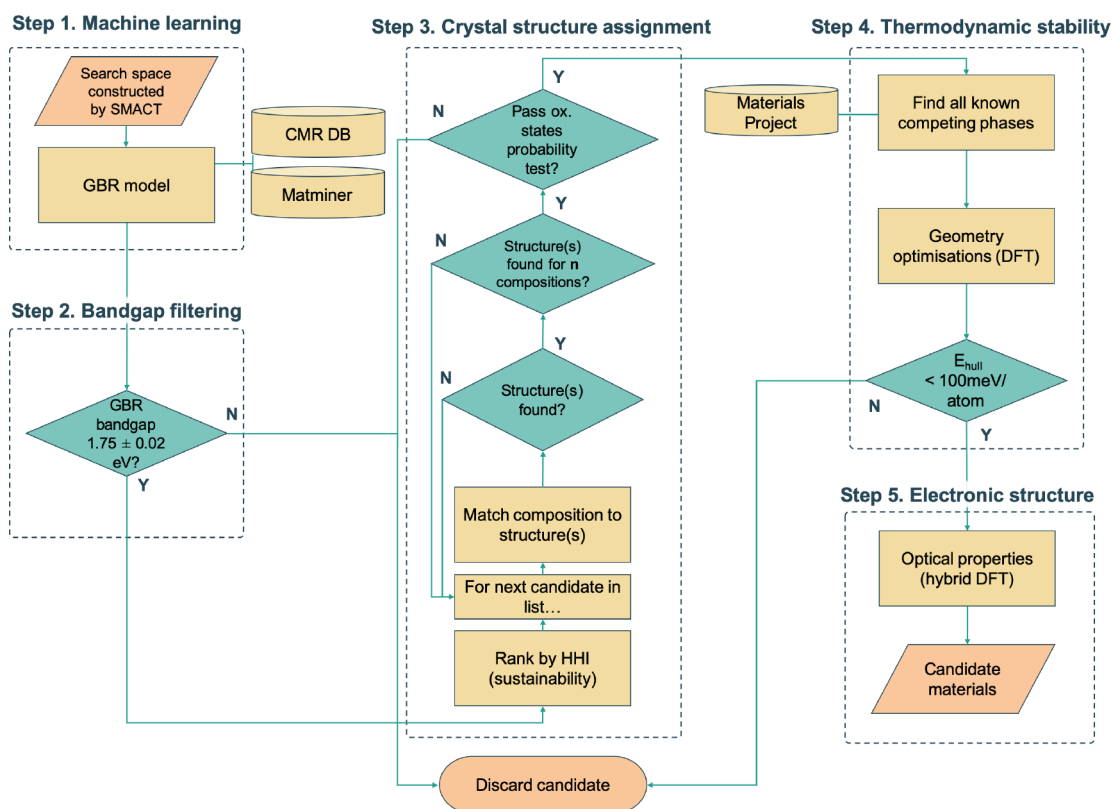 Step 1. Machine learning
Search space
constructed
by SMACT
GBR model
CMR DB
Matminer
Step 2. Bandgap filtering
GBR
bandgap
1.75 ± 0.02
eV?
N
Y
Step 3. Crystal structure assignment
Y
N
Pass ox.
states
probability
test?
Y
N
Structure(s)
found for n
compositions?
Y
N
Structure(s)
found?
Match composition to
structure(s)
For next candidate in
list…
Rank by HHI
(sustainability)
Discard candidate
Step 4. Thermodynamic stability
Materials
Project
Find all known
competing phases
Geometry
optimisations (DFT)
Ehull
< 100meV/
atom
N
Y
Step 5. Electronic structure
Optical properties
(hybrid DFT)
Candidate
materials